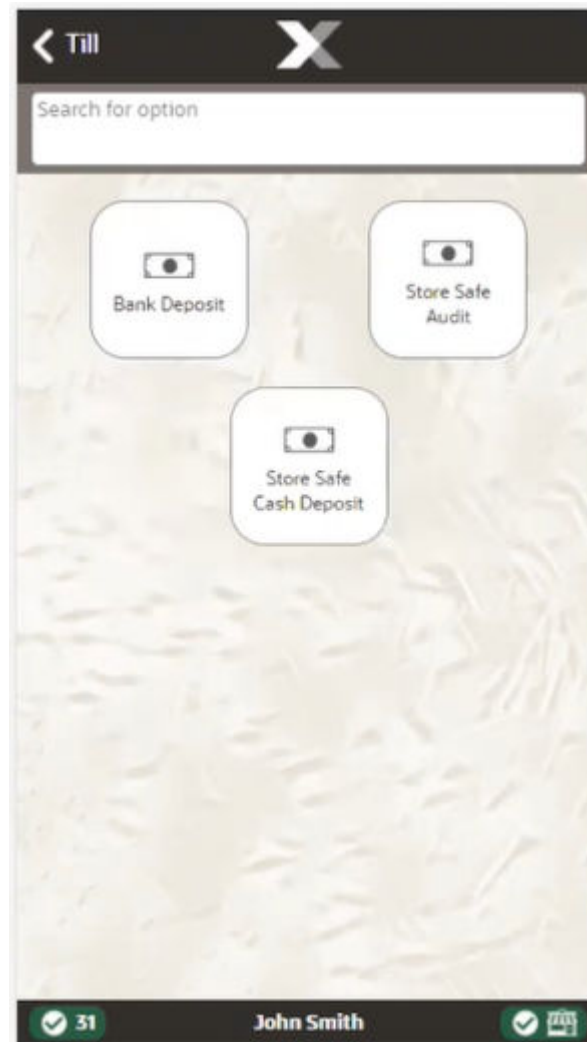 Till
Search for option
Bank Deposit
Store Safe
Audit
Store Safe
Cash Deposit
31
John Smith